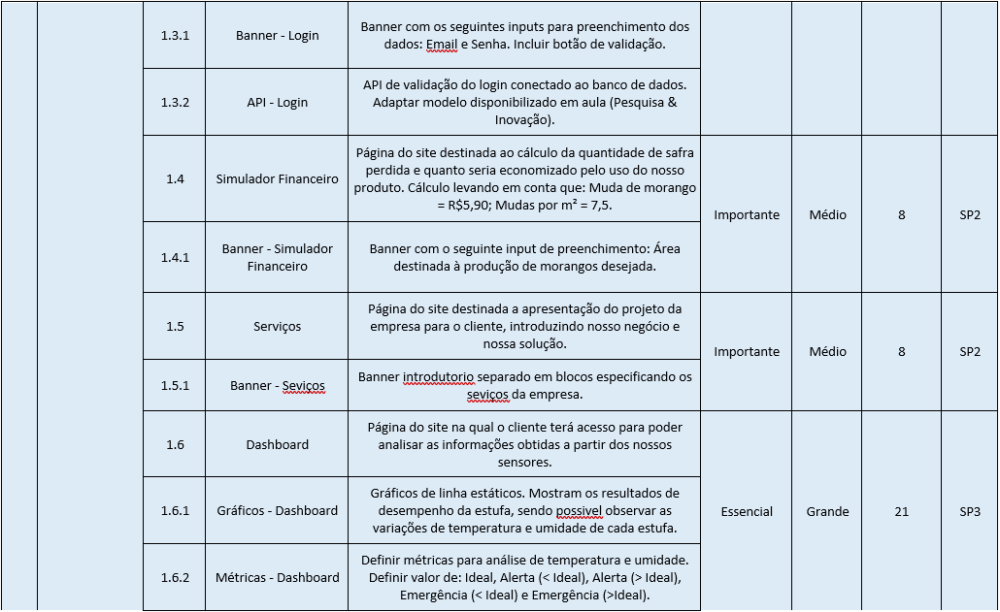 1.3.1
Banner - Login
Banner com os seguintes inputs para preenchimento dos
dados: Email e Senha. Incluir botão de validação.
1.3.2
API - Login
API de validação do login conectado ao banco de dados.
Adaptar modelo disponibilizado em aula (Pesquisa &
Inovação).
1.4
Simulador Financeiro
Página do site destinada ao cálculo da quantidade de safra
perdida e quanto seria economizado pelo uso do nosso
produto. Cálculo levando em conta que: Muda de morango
= R$5,90; Mudas por m² = 7,5.
Importante
Médio
8
SP2
1.4.1
Banner - Simulador
Financeiro
Banner com o seguinte input de preenchimento: Área
destinada à produção de morangos desejada.
1.5
Serviços
Página do site destinada a apresentação do projeto da
empresa para o cliente, introduzindo nosso negócio e
nossa solução.
Importante
Médio
8
SP2
1.5.1
Banner - Seviços
Banner introdutorio separado em blocos especificando os
seviços da empresa.
1.6
Dashboard
Página do site na qual o cliente terá acesso para poder
analisar as informações obtidas a partir dos nossos
sensores.
1.6.1
Gráficos - Dashboard
Gráficos de linha estáticos. Mostram os resultados de
desempenho da estufa, sendo possivel observar as
variações de temperatura e umidade de cada estufa.
Essencial
Grande
21
SP3
1.6.2
Métricas - Dashboard
Definir métricas para análise de temperatura e umidade.
Definir valor de: Ideal, Alerta (< Ideal), Alerta (> Ideal),
Emergência (< Ideal) e Emergência (>Ideal).